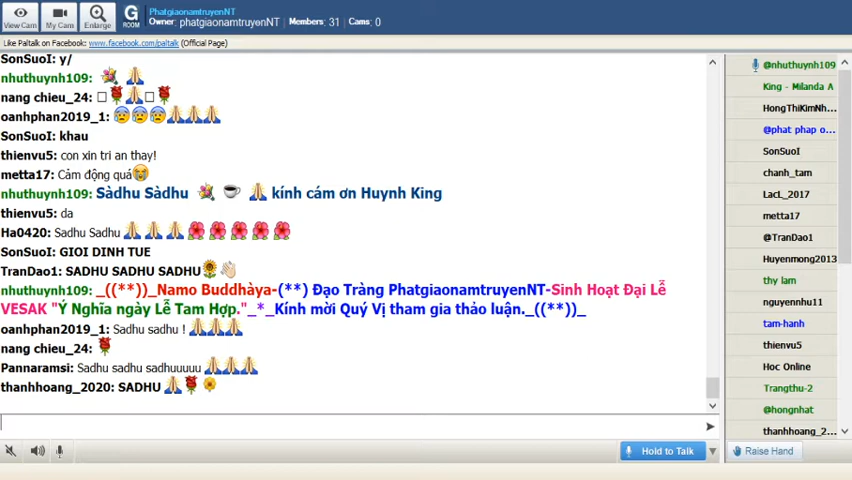 View Cam
My Cam
Enlarge
G
ROOM
PhatgiaonamtruyenNT
Owner: phatgiaonamtruyenNT | Members: 31 | Cams: 0
Like Paltalk on Facebook: www.facebook.com/paltalk (Official Page)
SonSuoI: y/
nhuthuynh109:
nang chieu_24:
oanhphan2019_1:
SonSuoI: khau
thienvu5: con xin tri an thay!
metta17: Cảm động quá
nhuthuynh109: Sàdhu Sàdhu kính cám ơn Huynh King
thienvu5: da
Ha0420: Sadhu Sadhu
SonSuoI: GIOI DINH TUE
TranDao1: SADHU SADHU SADHU
nhuthuynh109: _((**))_Namo Buddhàya-(**) Đạo Tràng PhatgiaonamtruyenNT-Sinh Hoạt Đại Lễ
VESAK "Ý Nghĩa ngày Lễ Tam Hợp."_*_Kính mời Quý Vị tham gia thảo luận._((**))_
oanhphan2019_1: Sadhu sadhu !
nang chieu_24:
Pannaramsi: Sadhu sadhu sadhuuuuu
thanhhoang_2020: SADHU
Hold to Talk
@nhuthuynh109
King - Milanda A
HongThiKimNh...
@phat phap o...
SonSuoI
chanh_tam
LacL_2017
metta17
@TranDao1
Huyenmong2013
thy lam
nguyennhu11
tam-hanh
thienvu5
Hoc Online
Trangthu-2
@hongnhat
thanhhoang_2...
Raise Hand